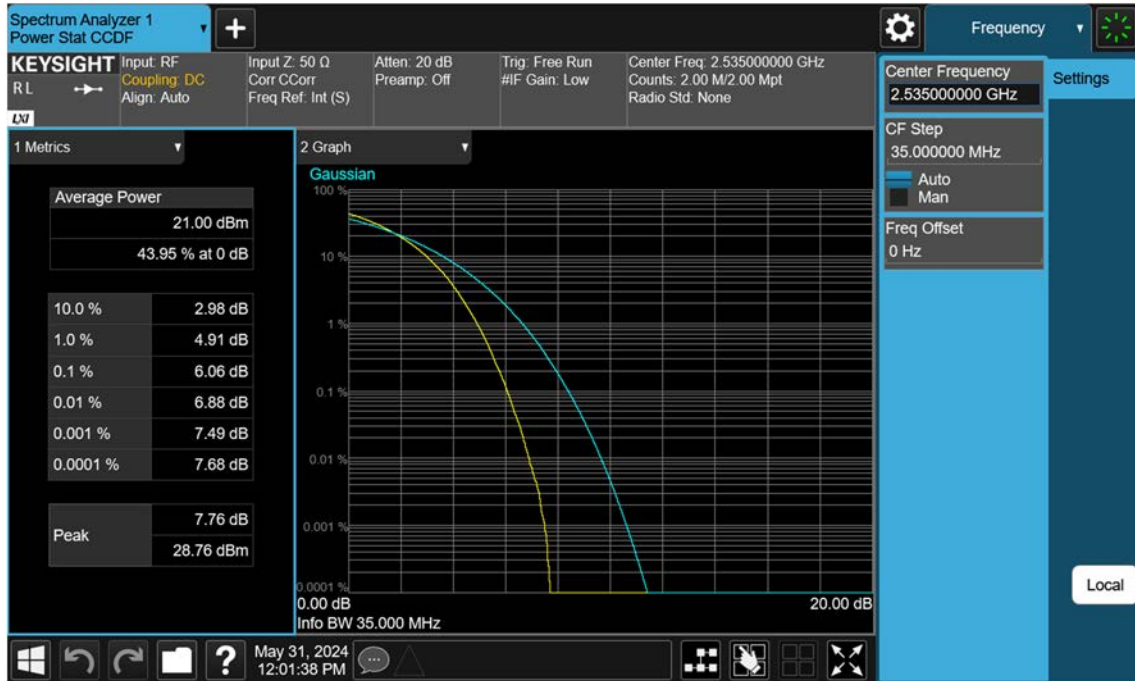 Spectrum Analyzer 1
Power Stat CCDF
+
Frequency
KEYSIGHT
R L
LXI
Input: RF
Coupling: DC
Align: Auto
Input Z: 50 Ω
Corr CCorr
Freq Ref: Int (S)
Atten: 20 dB
Preamp: Off
Trig: Free Run
#IF Gain: Low
Center Freq: 2.535000000 GHz
Counts: 2.00 M/2.00 Mpt
Radio Std: None
Center Frequency
2.535000000 GHz
Settings
CF Step
35.000000 MHz
Auto
Man
Freq Offset
0 Hz
1 Metrics
Average Power
21.00 dBm
43.95 % at 0 dB
10.0 % 2.98 dB
1.0 % 4.91 dB
0.1 % 6.06 dB
0.01 % 6.88 dB
0.001 % 7.49 dB
0.0001 % 7.68 dB
Peak
7.76 dB
28.76 dBm
2 Graph
Gaussian
100 %
10 %
1 %
0.1 %
0.01 %
0.001 %
0.0001 %
0.00 dB 20.00 dB
Info BW 35.000 MHz
Local
?
May 31, 2024
12:01:38 PM